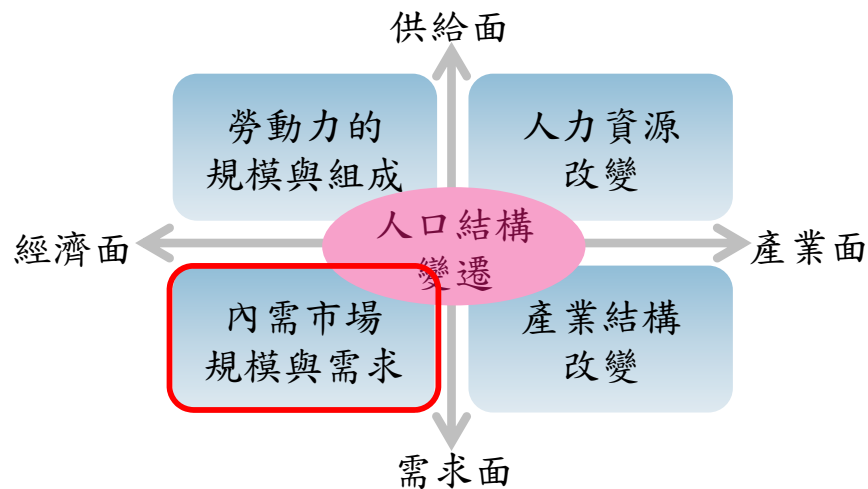 供給面
勞動力的
規模與組成
人力資源
改變
人口結構
變遷
經濟面
產業面
內需市場
規模與需求
產業結構
改變
需求面